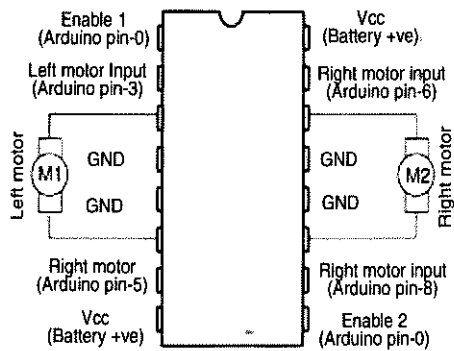 Enable 1
(Arduino pin-0)
Vcc
(Battery +ve)
Left motor Input
(Arduino pin-3)
Right motor input
(Arduino pin-6)
Left motor
M1
GND
GND
GND
GND
M2
Right motor
Right motor
(Arduino pin-5)
Right motor input
(Arduino pin-8)
Vcc
(Battery +ve)
Enable 2
(Arduino pin-0)